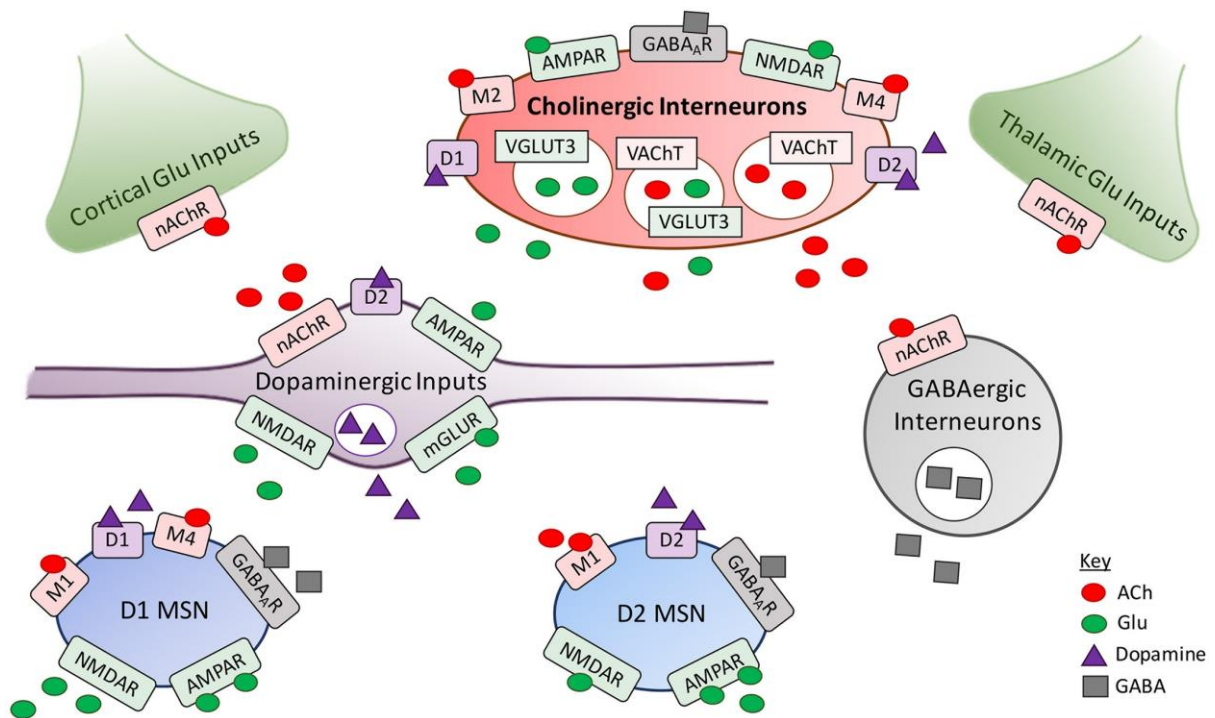 GABAAR
AMPAR
NMDAR
M2
M4
Cholinergic Interneurons
D1
VGLUT3
VAChT
VAChT
D2
VGLUT3
Cortical Glu Inputs
nAChR
Thalamic Glu Inputs
nAChR
D2
nAChR
AMPAR
Dopaminergic Inputs
NMDAR
mGLUR
nAChR
GABAergic
Interneurons
D1
M4
M1
GABAAR
D1 MSN
NMDAR
AMPAR
D2
M1
GABAAR
D2 MSN
NMDAR
AMPAR
Key
ACh
Glu
Dopamine
GABA